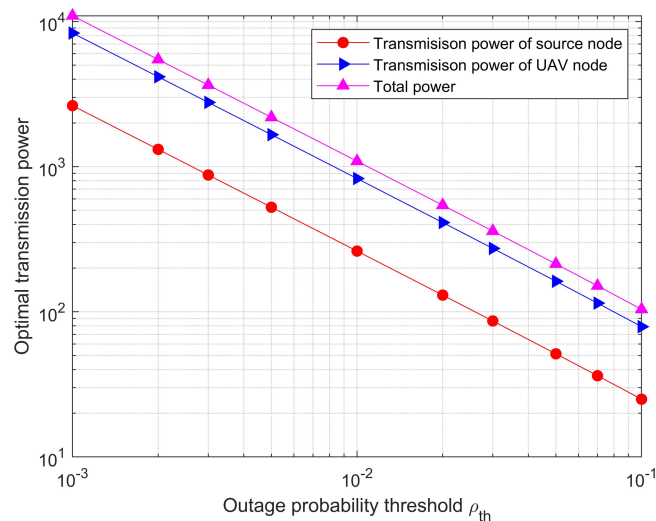 10^4
10^3
10^2
10^1
Optimal transmission power
Transmisison power of source node
Transmisison power of UAV node
Total power
10^-3
10^-2
10^-1
Outage probability threshold ρ_th